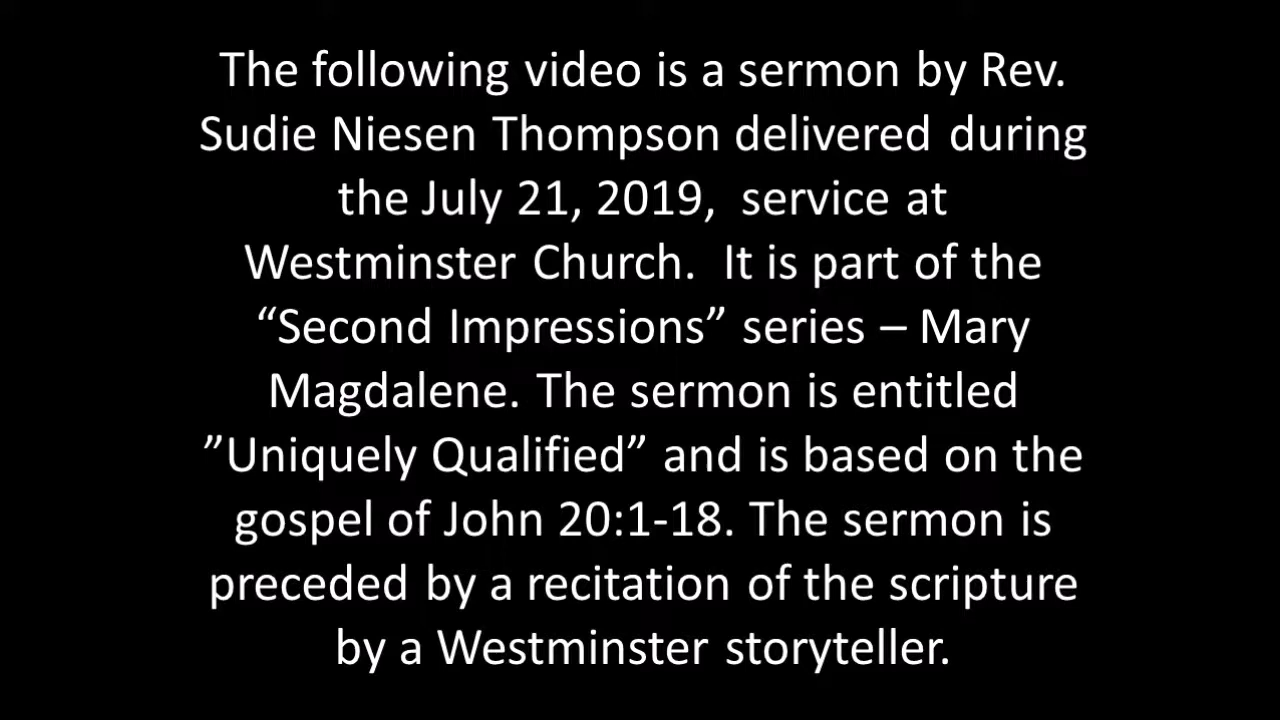 The following video is a sermon by Rev.
Sudie Niesen Thompson delivered during
the July 21, 2019,  service at
Westminster Church.  It is part of the
“Second Impressions” series – Mary
Magdalene. The sermon is entitled
”Uniquely Qualified” and is based on the
gospel of John 20:1-18. The sermon is
preceded by a recitation of the scripture
by a Westminster storyteller.